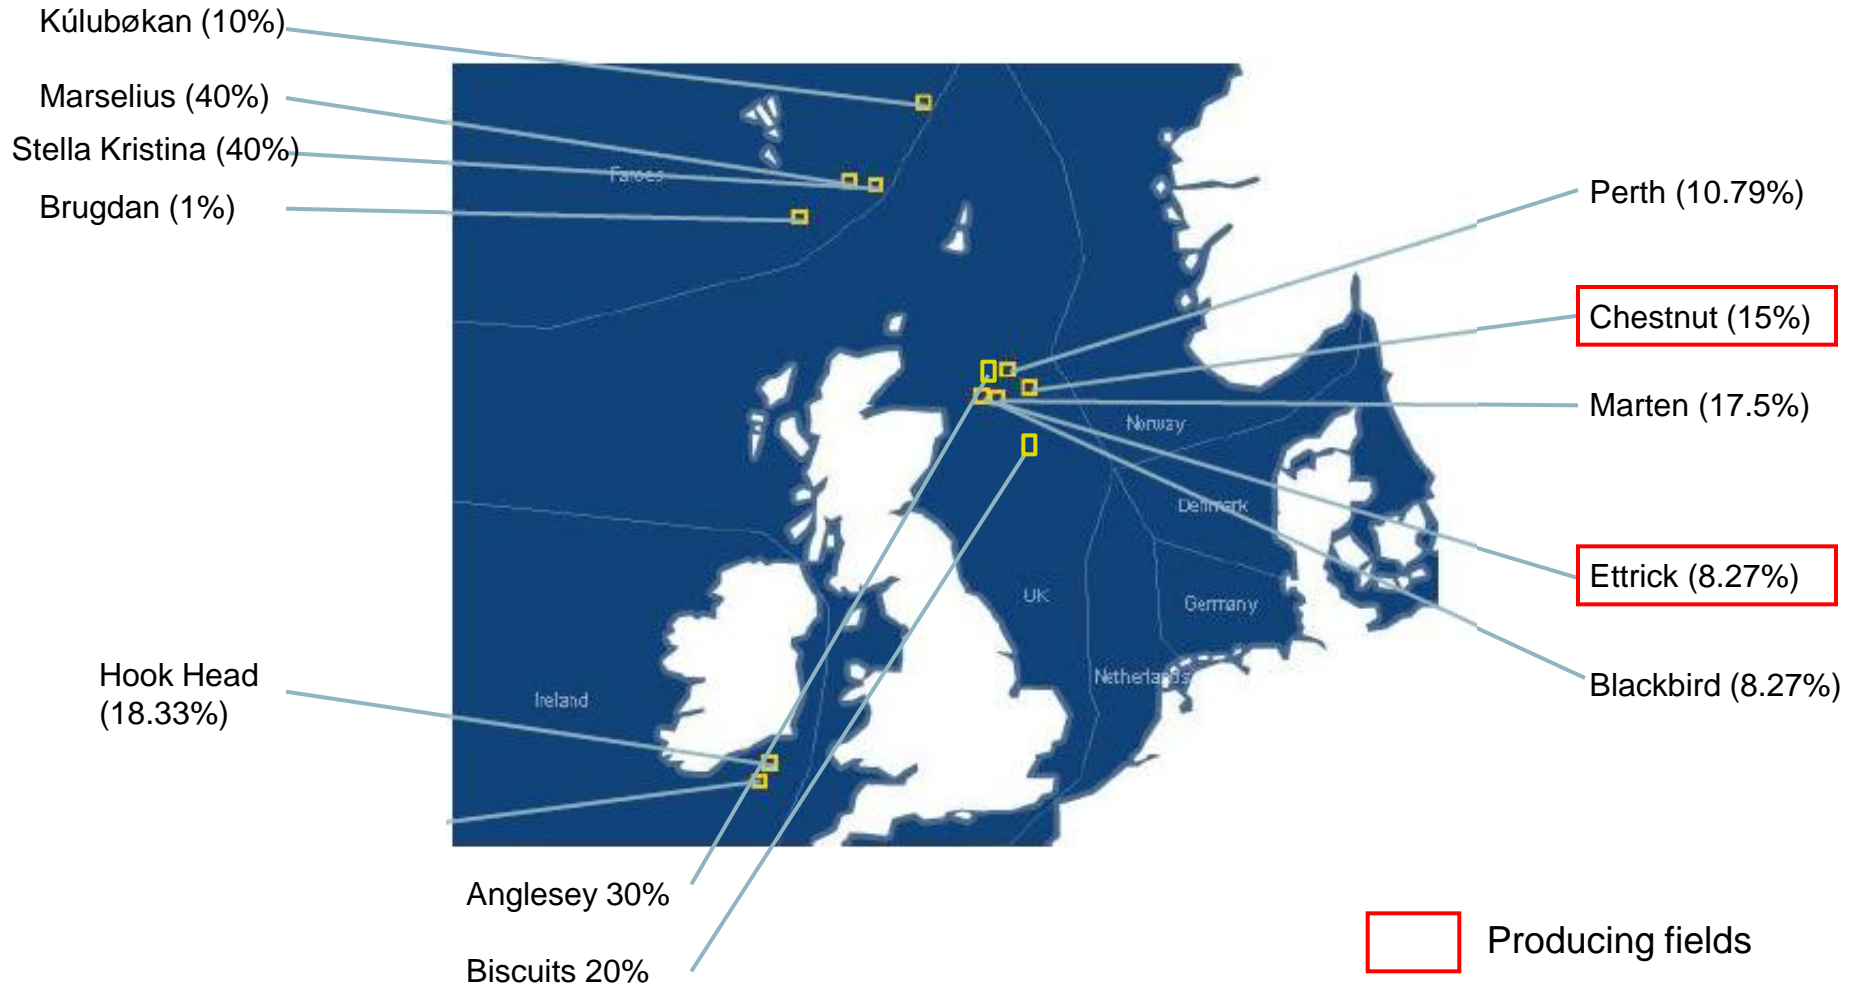 Kúlubøkan (10%)
Marselius (40%)
Stella Kristina (40%)
Brugdan (1%)
Faroes
Perth (10.79%)
Chestnut (15%)
Marten (17.5%)
Norway
Denmark
Ettrick (8.27%)
UK
Germany
Netherlands
Blackbird (8.27%)
Hook Head
(18.33%)
Ireland
Anglesey 30%
Biscuits 20%
Producing fields